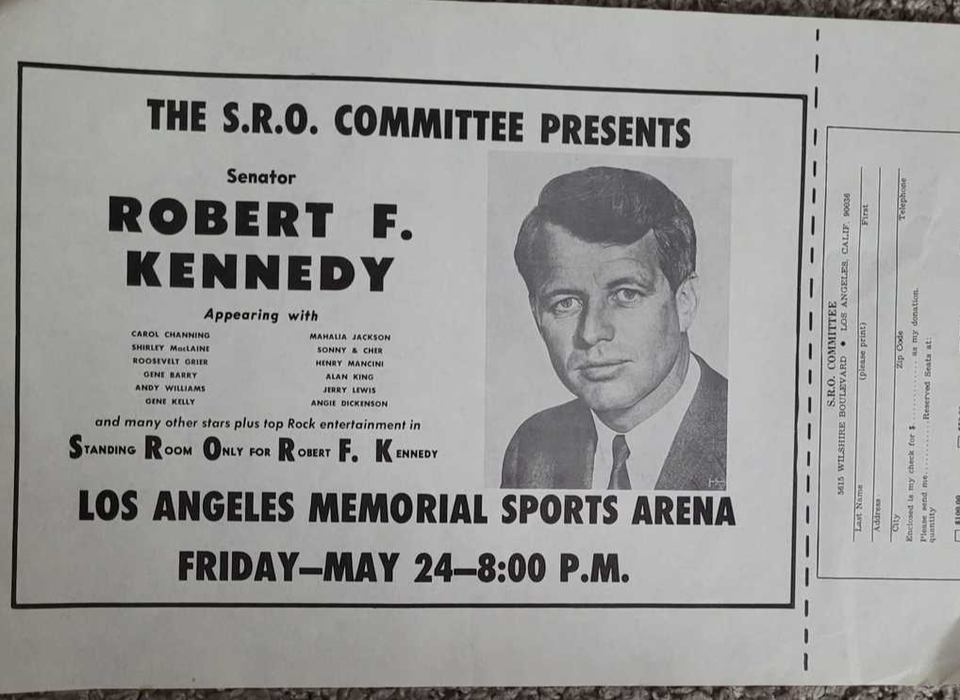 THE S.R.O. COMMITTEE PRESENTS
Senator
ROBERT F.
KENNEDY
Appearing with
CAROL CHANNING
SHIRLEY MacLAINE
ROOSEVELT GRIER
GENE BARRY
ANDY WILLIAMS
GENE KELLY
MAHALIA JACKSON
SONNY & CHER
HENRY MANCINI
ALAN KING
JERRY LEWIS
ANGIE DICKENSON
and many other stars plus top Rock entertainment in
STANDING ROOM ONLY FOR ROBERT F. KENNEDY
LOS ANGELES MEMORIAL SPORTS ARENA
FRIDAY—MAY 24—8:00 P.M.
S.R.O. COMMITTEE
5615 WILSHIRE BOULEVARD • LOS ANGELES, CALIF. 90036
Last Name (please print) First
Address
City Zip Code Telephone
Enclosed is my check for $............ as my donation.
Please send me............Reserved Seats at:
quantity
$100.00